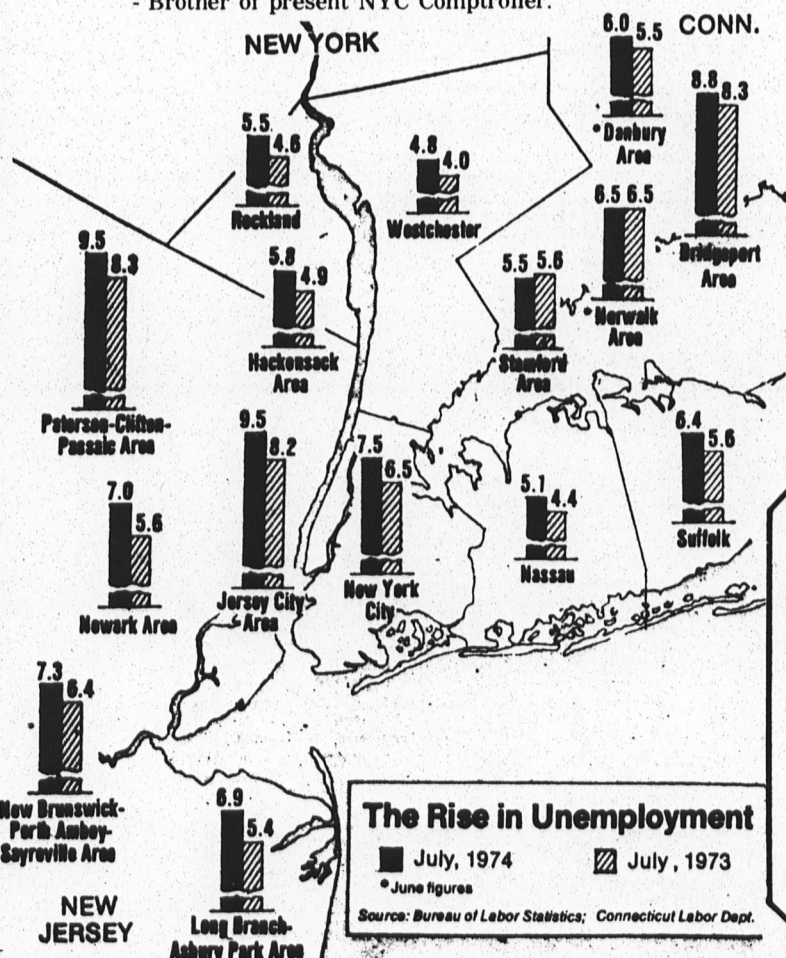 - Brother of present NYC Comptroller.
NEW YORK
CONN.
6.0 5.5
* Danbury
Area
8.8 8.3
Bridgeport
Area
5.5 4.6
Rockland
4.8 4.0
Westchester
6.5 6.5
* Norwalk
Area
9.5 8.3
Paterson-Clifton-
Passaic Area
5.8 4.9
Hackensack
Area
5.5 5.6
Stamford
Area
9.5 8.2
Jersey City
Area
7.5 6.5
New York
City
5.1 4.4
Nassau
6.4 5.6
Suffolk
7.0 5.6
Newark Area
7.3 6.4
New Brunswick-
Perth Amboy-
Sayreville Area
6.9 5.4
Long Branch-
Asbury Park Area
NEW
JERSEY
The Rise in Unemployment
July, 1974
July, 1973
* June figures
Source: Bureau of Labor Statistics; Connecticut Labor Dept.